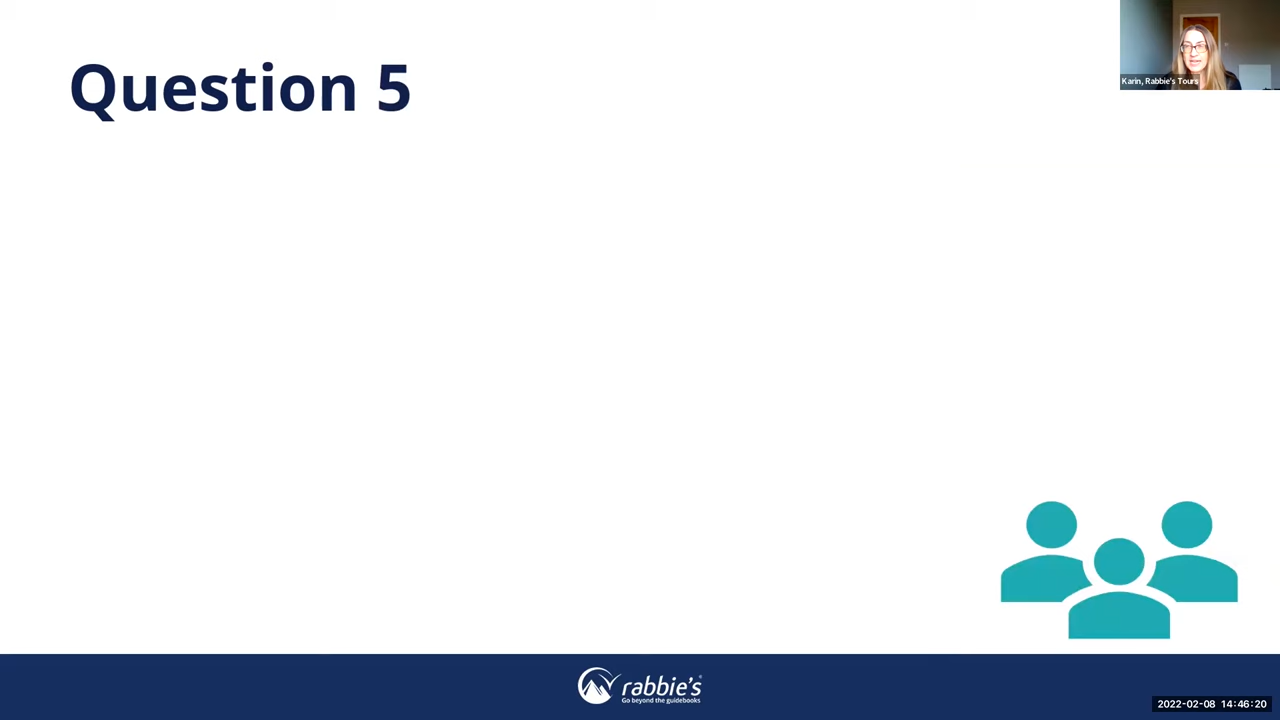 Question 5
Karin, Rabbie's Tours
rabbie's
Go beyond the guidebooks
2022-02-08 14:46:20